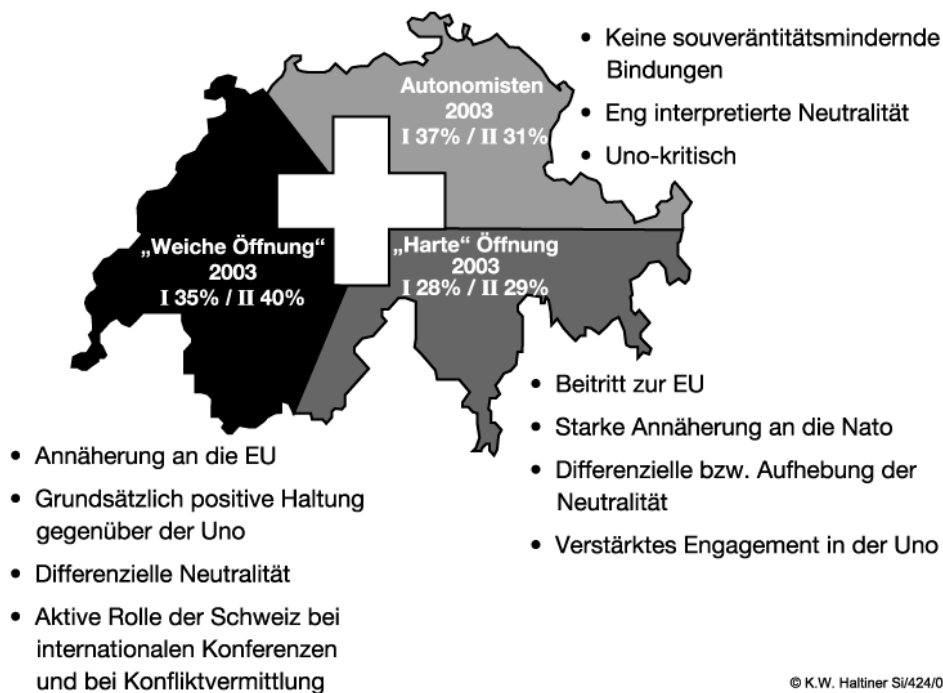 • Keine souveräntitätsmindernde
Bindungen
• Eng interpretierte Neutralität
• Uno-kritisch
Autonomisten
2003
I 37% / II 31%
„Weiche Öffnung“
2003
I 35% / II 40%
„Harte“ Öffnung
2003
I 28% / II 29%
• Beitritt zur EU
• Starke Annäherung an die Nato
• Differenzielle bzw. Aufhebung der
Neutralität
• Verstärktes Engagement in der Uno
• Annäherung an die EU
• Grundsätzlich positive Haltung
gegenüber der Uno
• Differenzielle Neutralität
• Aktive Rolle der Schweiz bei
internationalen Konferenzen
und bei Konfliktvermittlung
© K.W. Haltiner Si/424/0